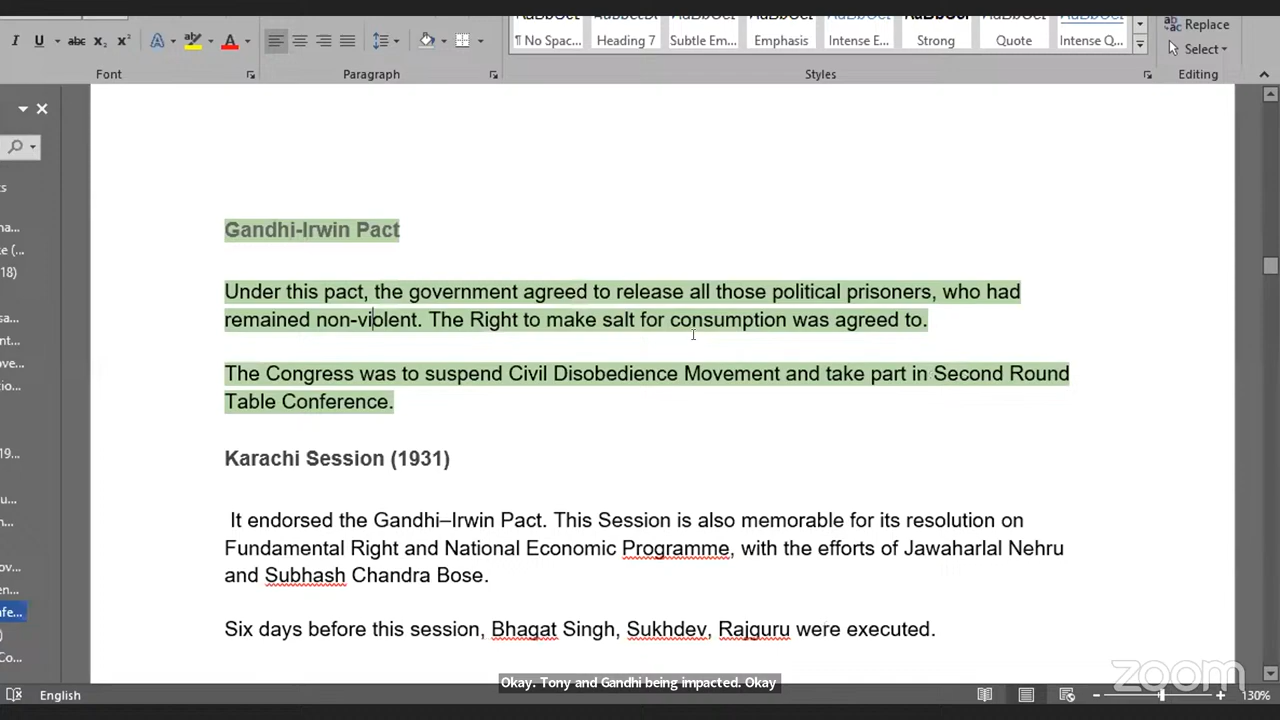 U abc x₂ x² A A
Replace
¶ No Spac... Heading 7 Subtle Em... Emphasis Intense E... Strong Quote Intense Q...
Select
Font Paragraph Styles Editing
Gandhi-Irwin Pact
Under this pact, the government agreed to release all those political prisoners, who had
remained non-violent. The Right to make salt for consumption was agreed to.
The Congress was to suspend Civil Disobedience Movement and take part in Second Round
Table Conference.
Karachi Session (1931)
It endorsed the Gandhi–Irwin Pact. This Session is also memorable for its resolution on
Fundamental Right and National Economic Programme, with the efforts of Jawaharlal Nehru
and Subhash Chandra Bose.
Six days before this session, Bhagat Singh, Sukhdev, Rajguru were executed.
Okay. Tony and Gandhi being impacted. Okay
zoom
English 130%